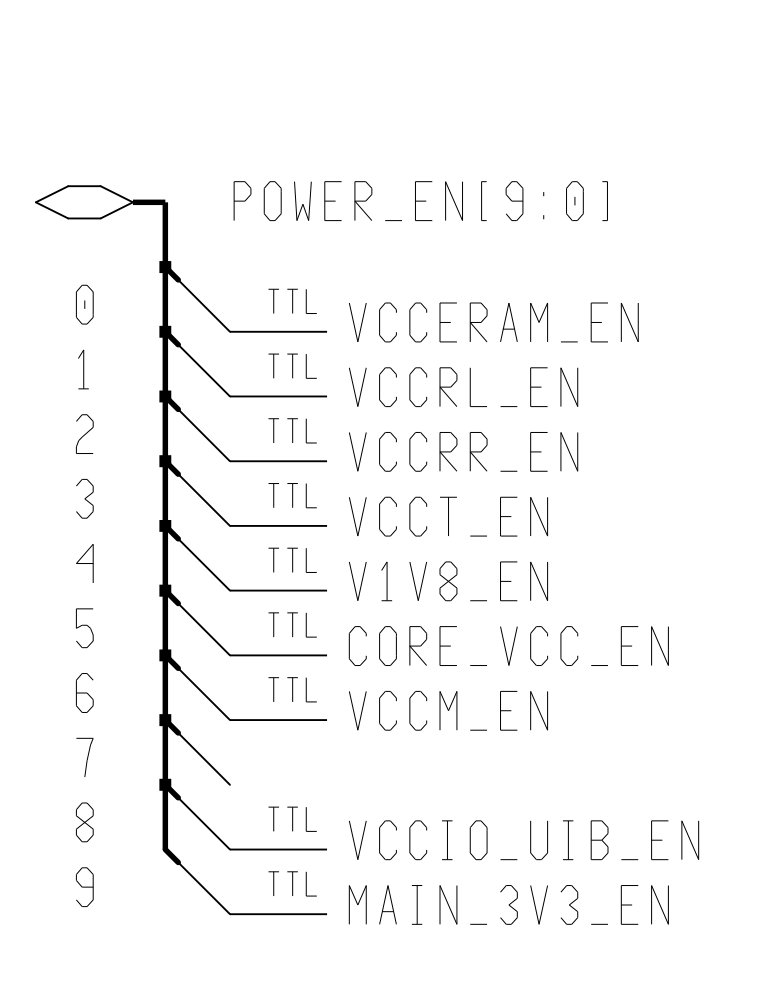 POWER_EN[9:0]
0 TTL VCCERAM_EN
1 TTL VCCRL_EN
2 TTL VCCRR_EN
3 TTL VCCT_EN
4 TTL V1V8_EN
5 TTL CORE_VCC_EN
6 TTL VCCM_EN
7
8 TTL VCCIO_UIB_EN
9 TTL MAIN_3V3_EN